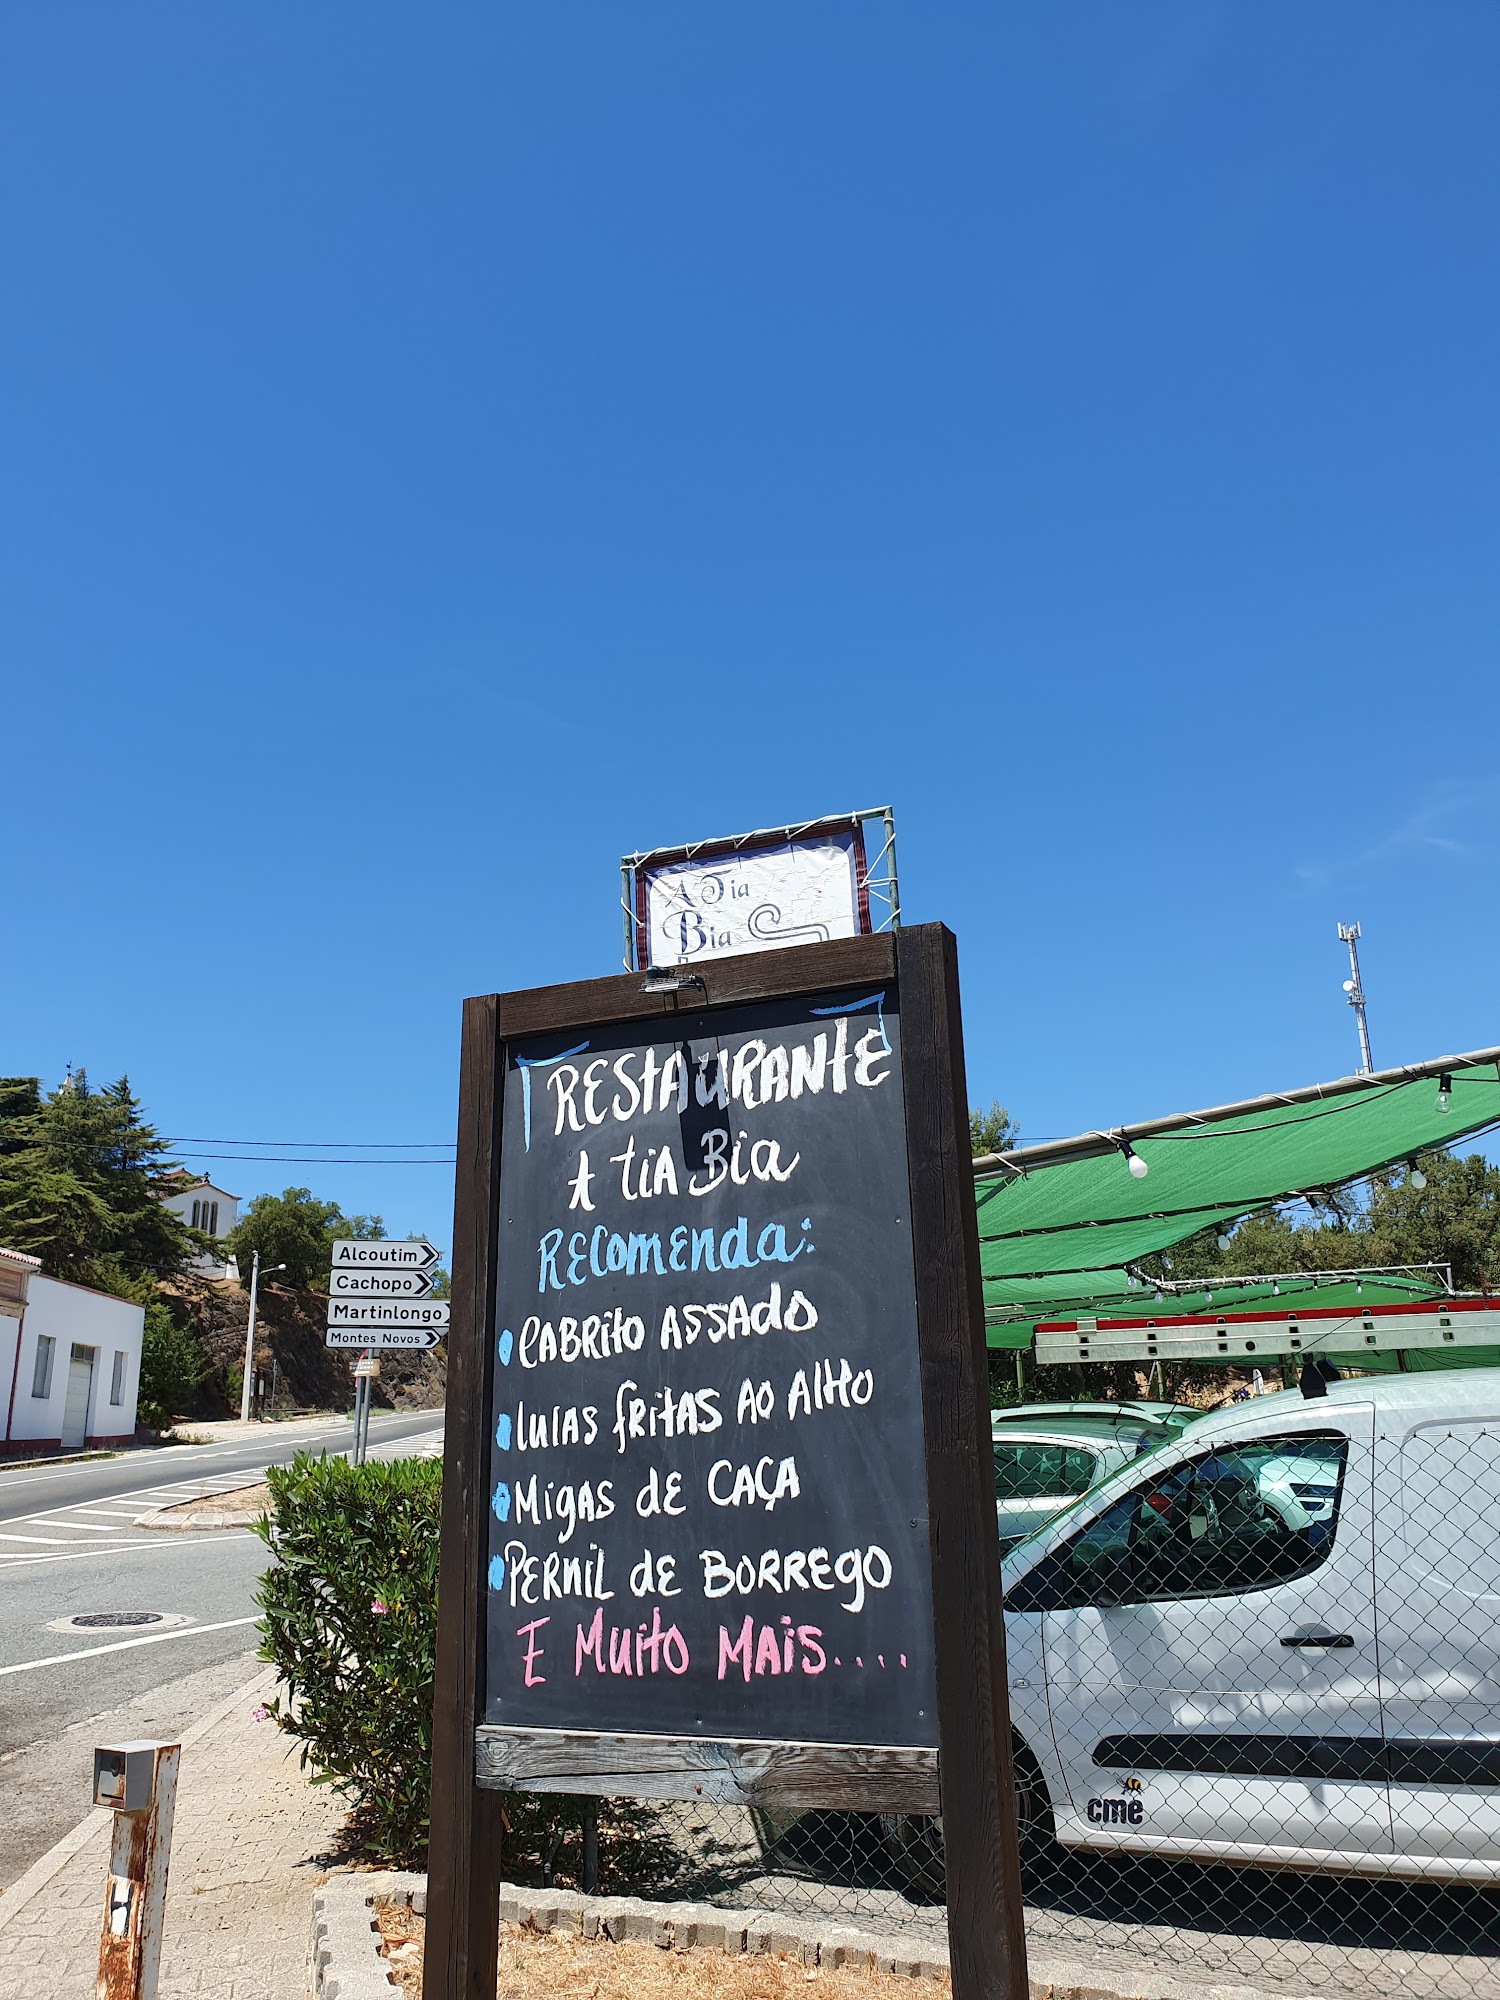 A Tia
Bia
RESTAURANTE
A TIA Bia
RECOMENDA:
CABRITO ASSADO
LULAS FRITAS AO ALHO
MIGAS DE CAÇA
PERNIL DE BORREGO
E MUITO MAIS....
Alcoutim
Cachopo
Martinlongo
Montes Novos
cme
H